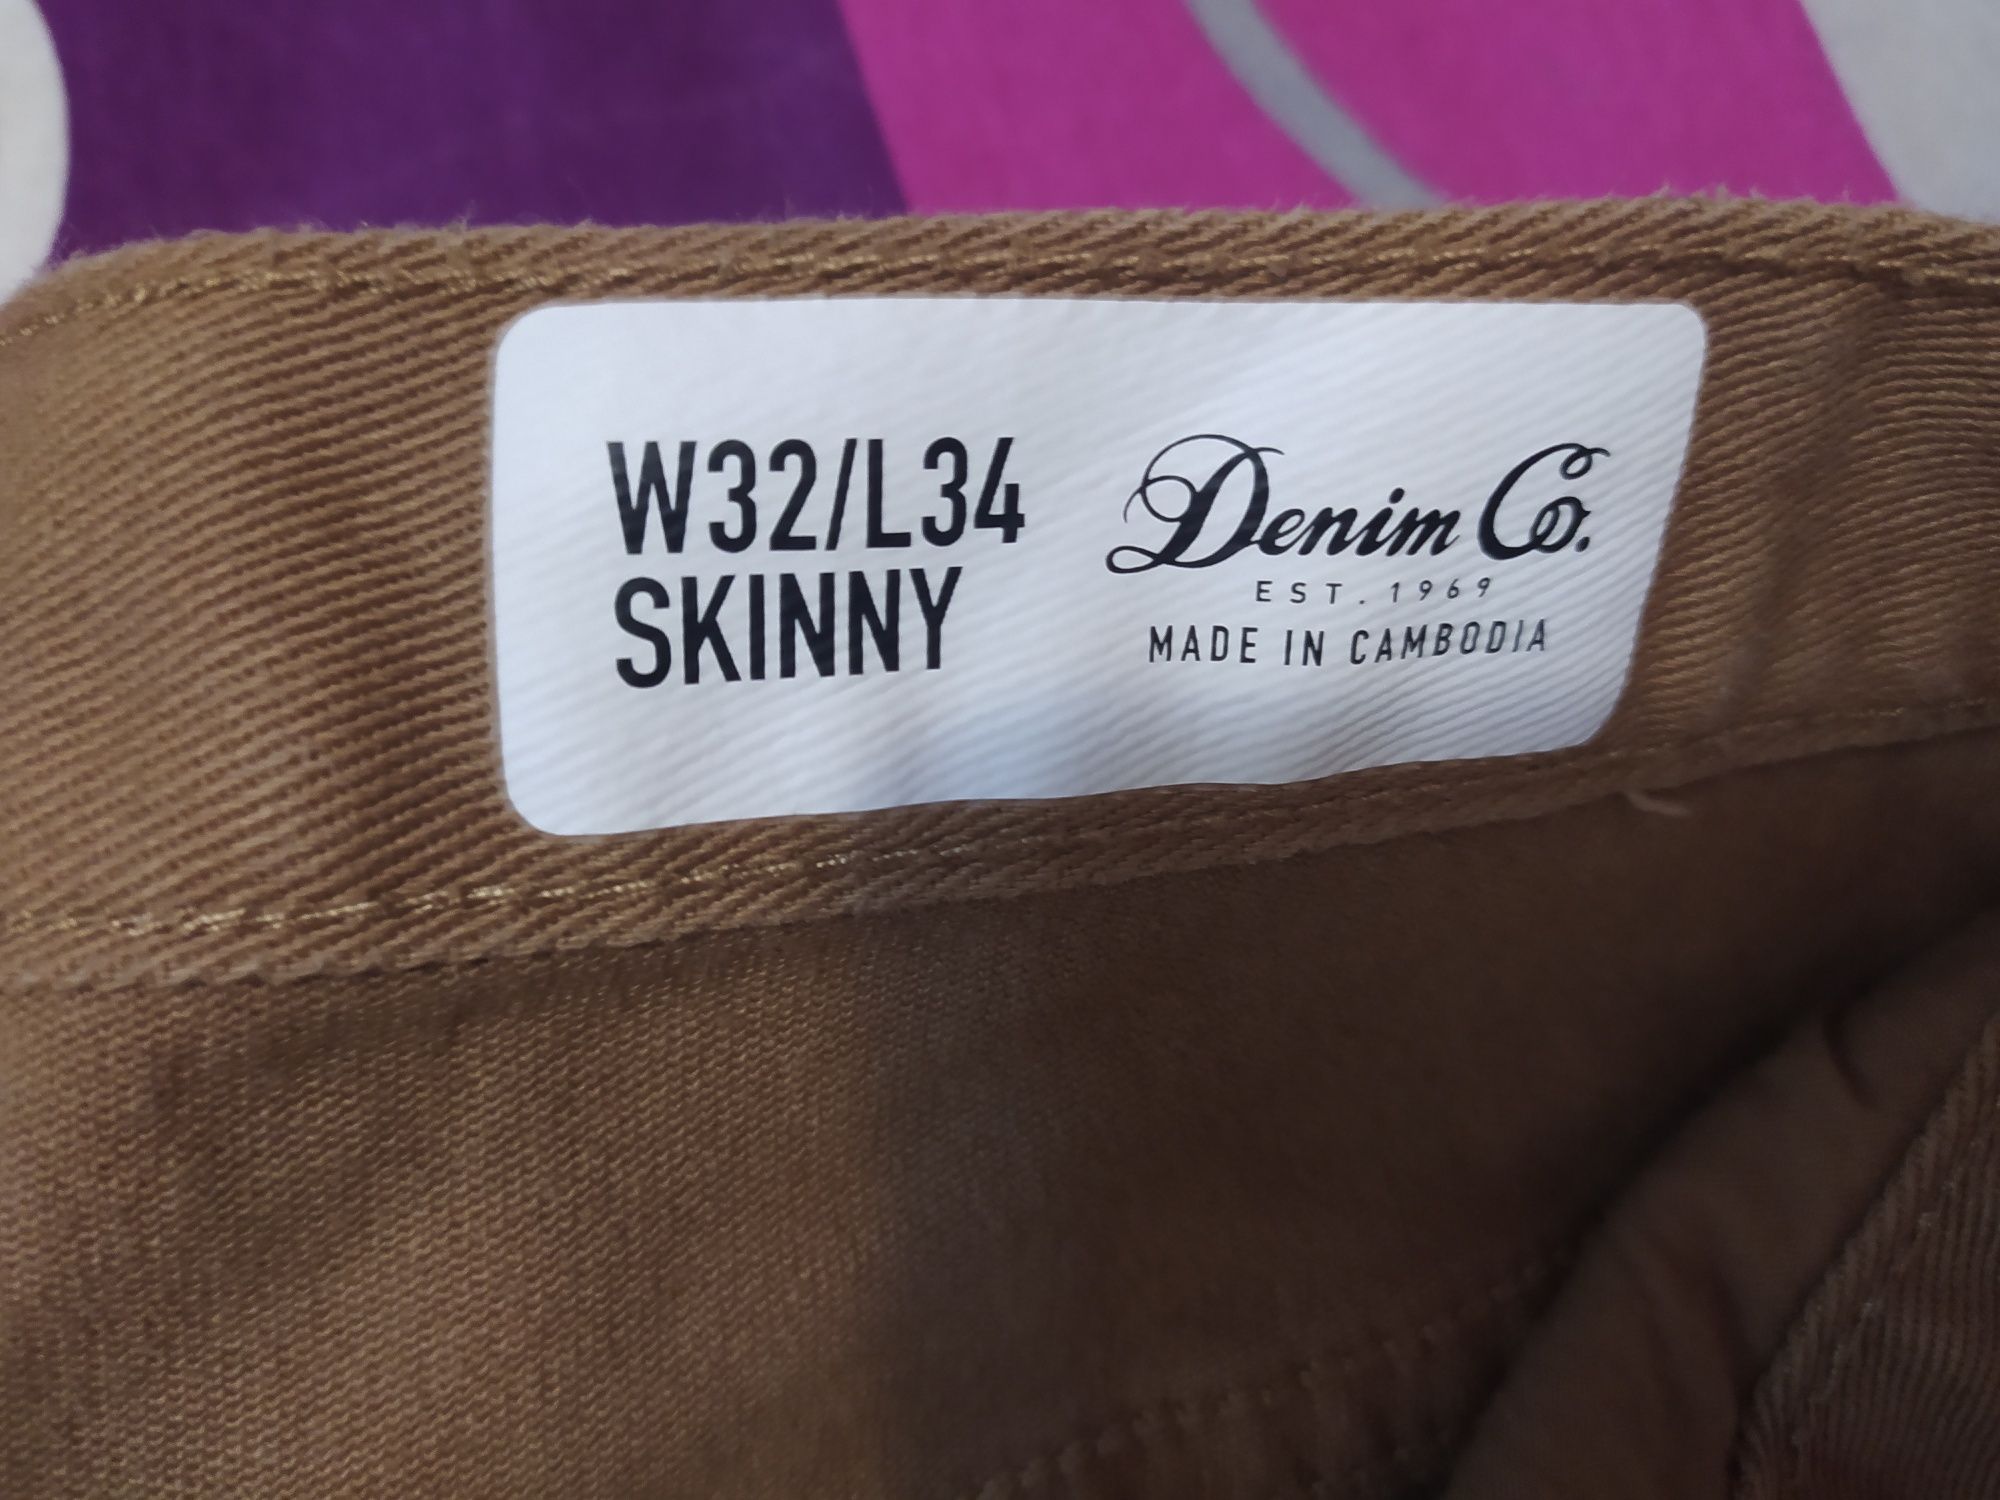 W32/L34
SKINNY
Denim Co.
EST. 1969
MADE IN CAMBODIA